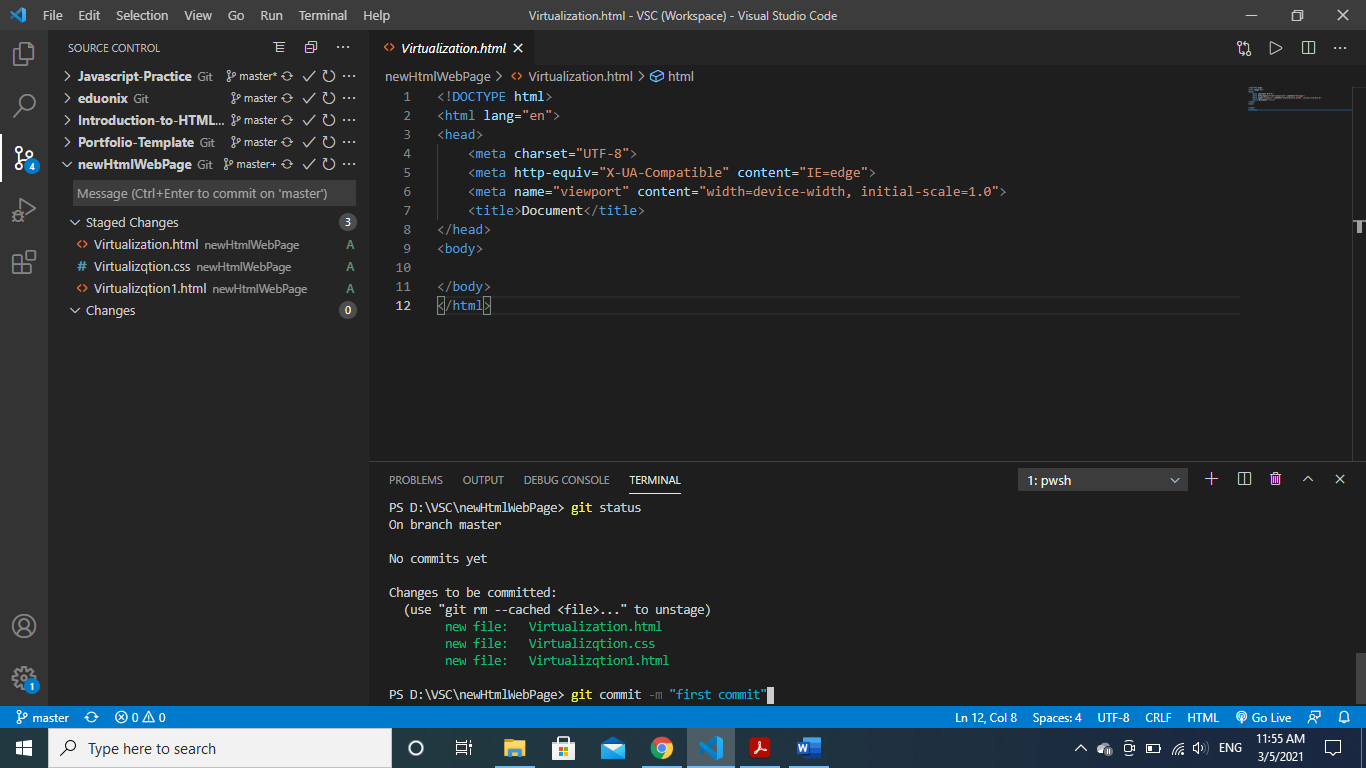 File Edit Selection View Go Run Terminal Help
Virtualization.html - VSC (Workspace) - Visual Studio Code
SOURCE CONTROL
Javascript-Practice Git master*
eduonix Git master
Introduction-to-HTML... master
Portfolio-Template Git master
newHtmlWebPage Git master+
Message (Ctrl+Enter to commit on 'master')
Staged Changes 3
Virtualization.html newHtmlWebPage A
# Virtualizqtion.css newHtmlWebPage A
Virtualizqtion1.html newHtmlWebPage A
Changes 0
4
1
Virtualization.html
newHtmlWebPage > Virtualization.html > html
1 <!DOCTYPE html>
2 <html lang="en">
3 <head>
4     <meta charset="UTF-8">
5     <meta http-equiv="X-UA-Compatible" content="IE=edge">
6     <meta name="viewport" content="width=device-width, initial-scale=1.0">
7     <title>Document</title>
8 </head>
9 <body>
10
11 </body>
12 </html>
PROBLEMS OUTPUT DEBUG CONSOLE TERMINAL
1: pwsh
PS D:\VSC\newHtmlWebPage> git status
On branch master
No commits yet
Changes to be committed:
  (use "git rm --cached <file>..." to unstage)
        new file:   Virtualization.html
        new file:   Virtualizqtion.css
        new file:   Virtualizqtion1.html
PS D:\VSC\newHtmlWebPage> git commit -m "first commit"
master 0 0
Ln 12, Col 8 Spaces: 4 UTF-8 CRLF HTML Go Live
Type here to search
ENG
11:55 AM
3/5/2021